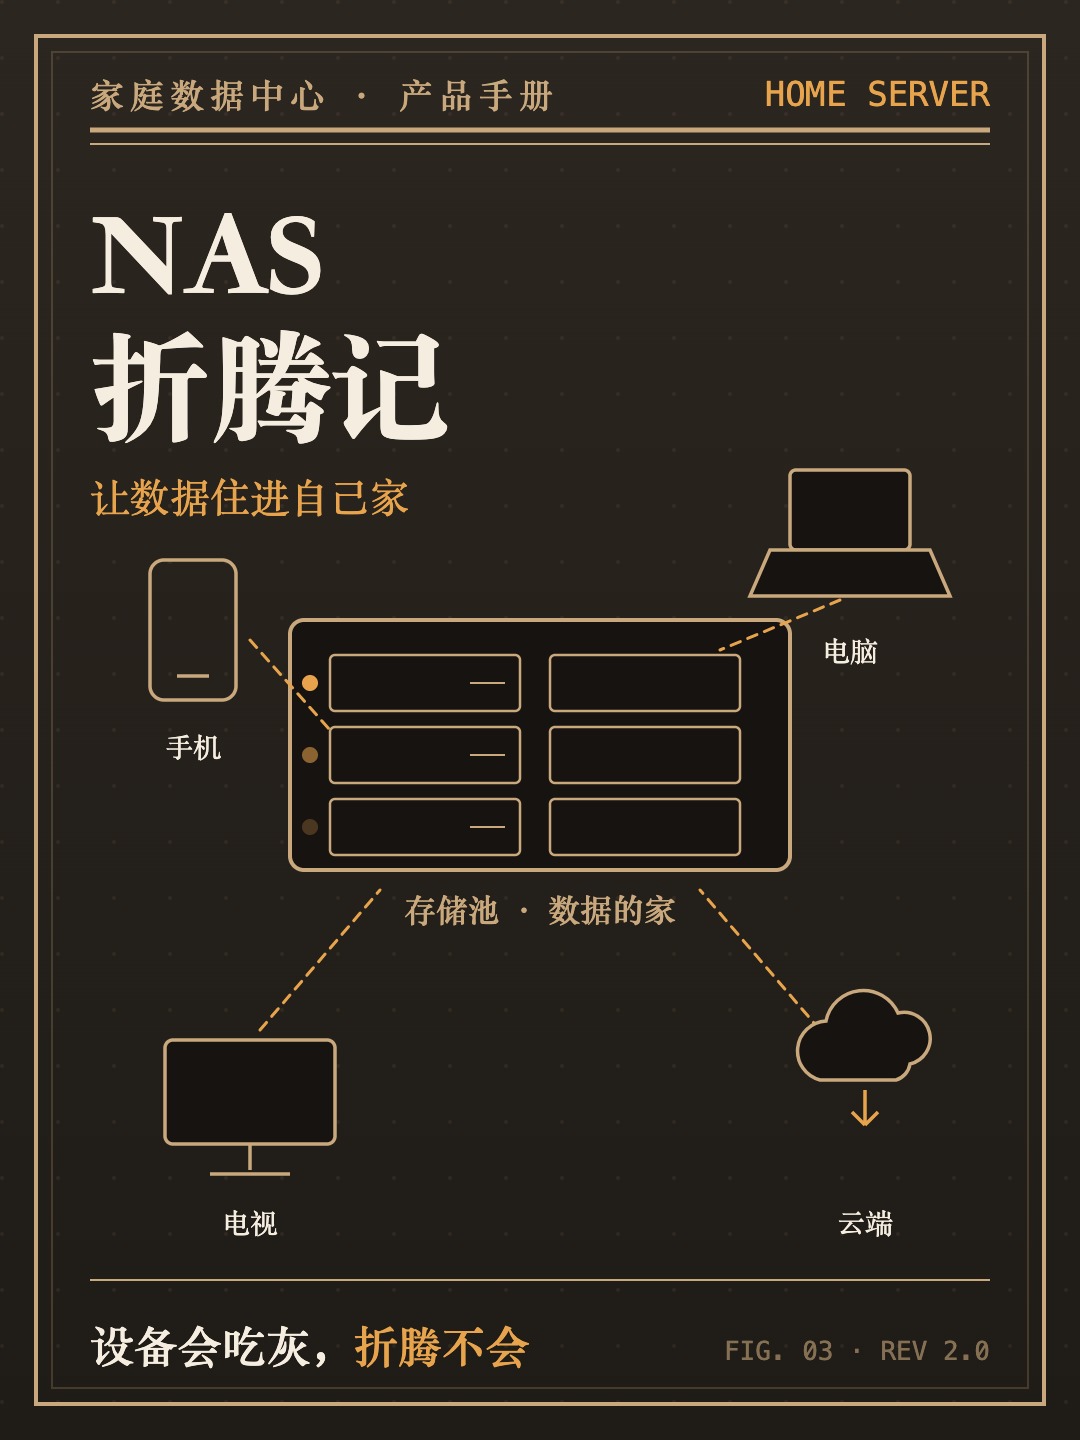 家庭数据中心 · 产品手册
HOME SERVER
NAS
折腾记
让数据住进自己家
电脑
手机
存储池 · 数据的家
电视
云端
设备会吃灰，折腾不会
FIG. 03 · REV 2.0